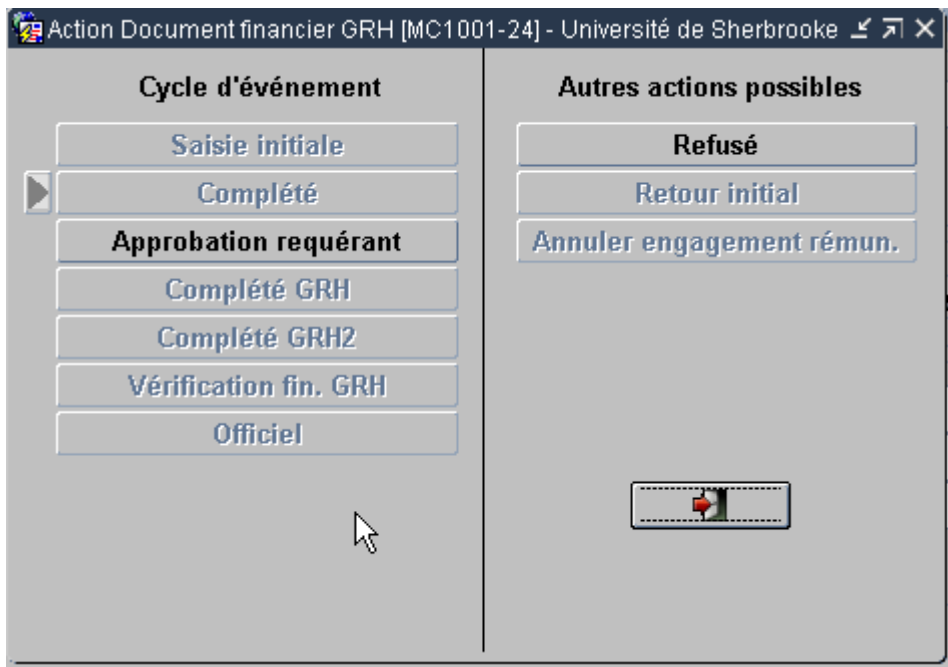 Action Document financier GRH [MC1001-24] - Université de Sherbrooke
Cycle d'événement
Saisie initiale
Complété
Approbation requérant
Complété GRH
Complété GRH2
Vérification fin. GRH
Officiel
Autres actions possibles
Refusé
Retour initial
Annuler engagement rémun.